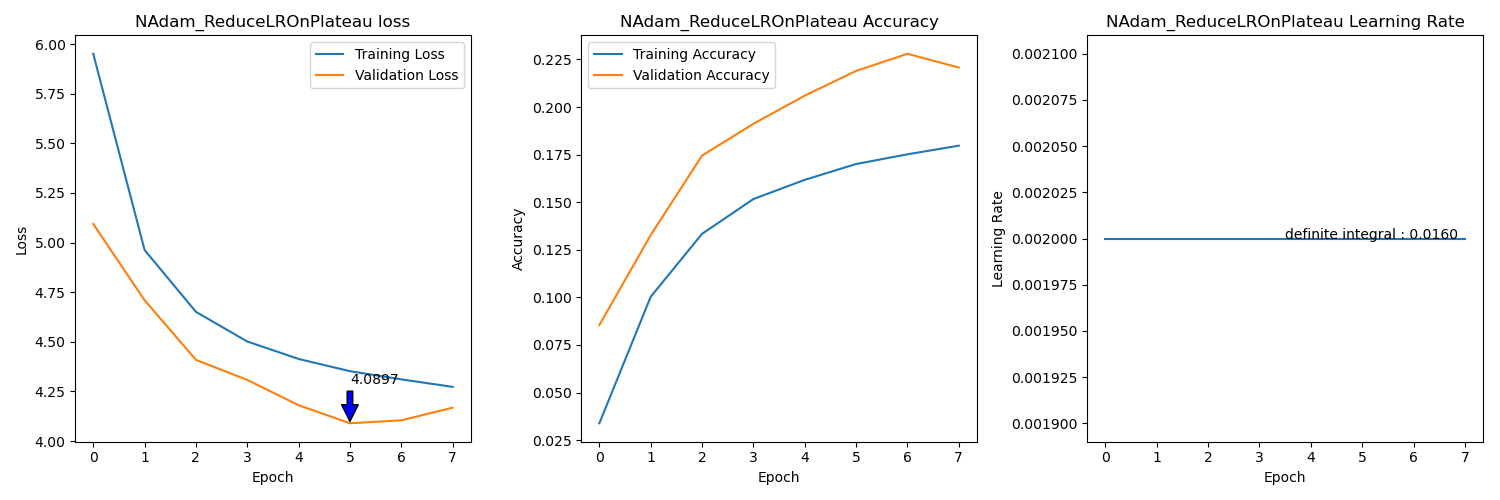 NAdam_ReduceLROnPlateau loss
6.00
5.75
5.50
5.25
5.00
4.75
4.50
4.25
4.00
Loss
Training Loss
Validation Loss
4.0897
0 1 2 3 4 5 6 7
Epoch
NAdam_ReduceLROnPlateau Accuracy
0.225
0.200
0.175
0.150
0.125
0.100
0.075
0.050
0.025
Accuracy
Training Accuracy
Validation Accuracy
0 1 2 3 4 5 6 7
Epoch
NAdam_ReduceLROnPlateau Learning Rate
0.002100
0.002075
0.002050
0.002025
0.002000
0.001975
0.001950
0.001925
0.001900
Learning Rate
definite integral : 0.0160
0 1 2 3 4 5 6 7
Epoch